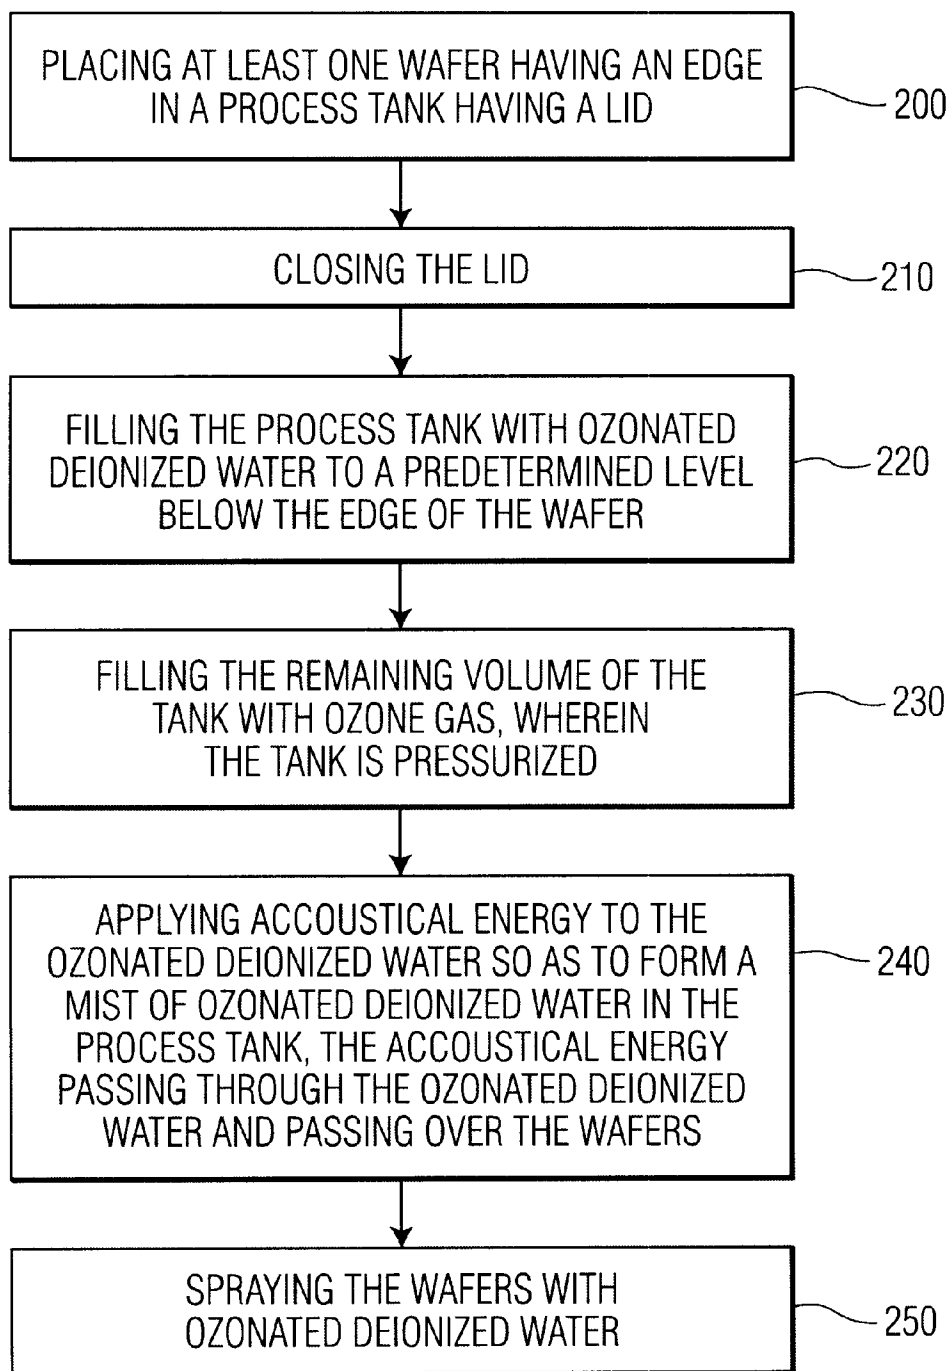 PLACING AT LEAST ONE WAFER HAVING AN EDGE
IN A PROCESS TANK HAVING A LID
200
CLOSING THE LID
210
FILLING THE PROCESS TANK WITH OZONATED
DEIONIZED WATER TO A PREDETERMINED LEVEL
BELOW THE EDGE OF THE WAFER
220
FILLING THE REMAINING VOLUME OF THE
TANK WITH OZONE GAS, WHEREIN
THE TANK IS PRESSURIZED
230
APPLYING ACCOUSTICAL ENERGY TO THE
OZONATED DEIONIZED WATER SO AS TO FORM A
MIST OF OZONATED DEIONIZED WATER IN THE
PROCESS TANK, THE ACCOUSTICAL ENERGY
PASSING THROUGH THE OZONATED DEIONIZED
WATER AND PASSING OVER THE WAFERS
240
SPRAYING THE WAFERS WITH
OZONATED DEIONIZED WATER
250